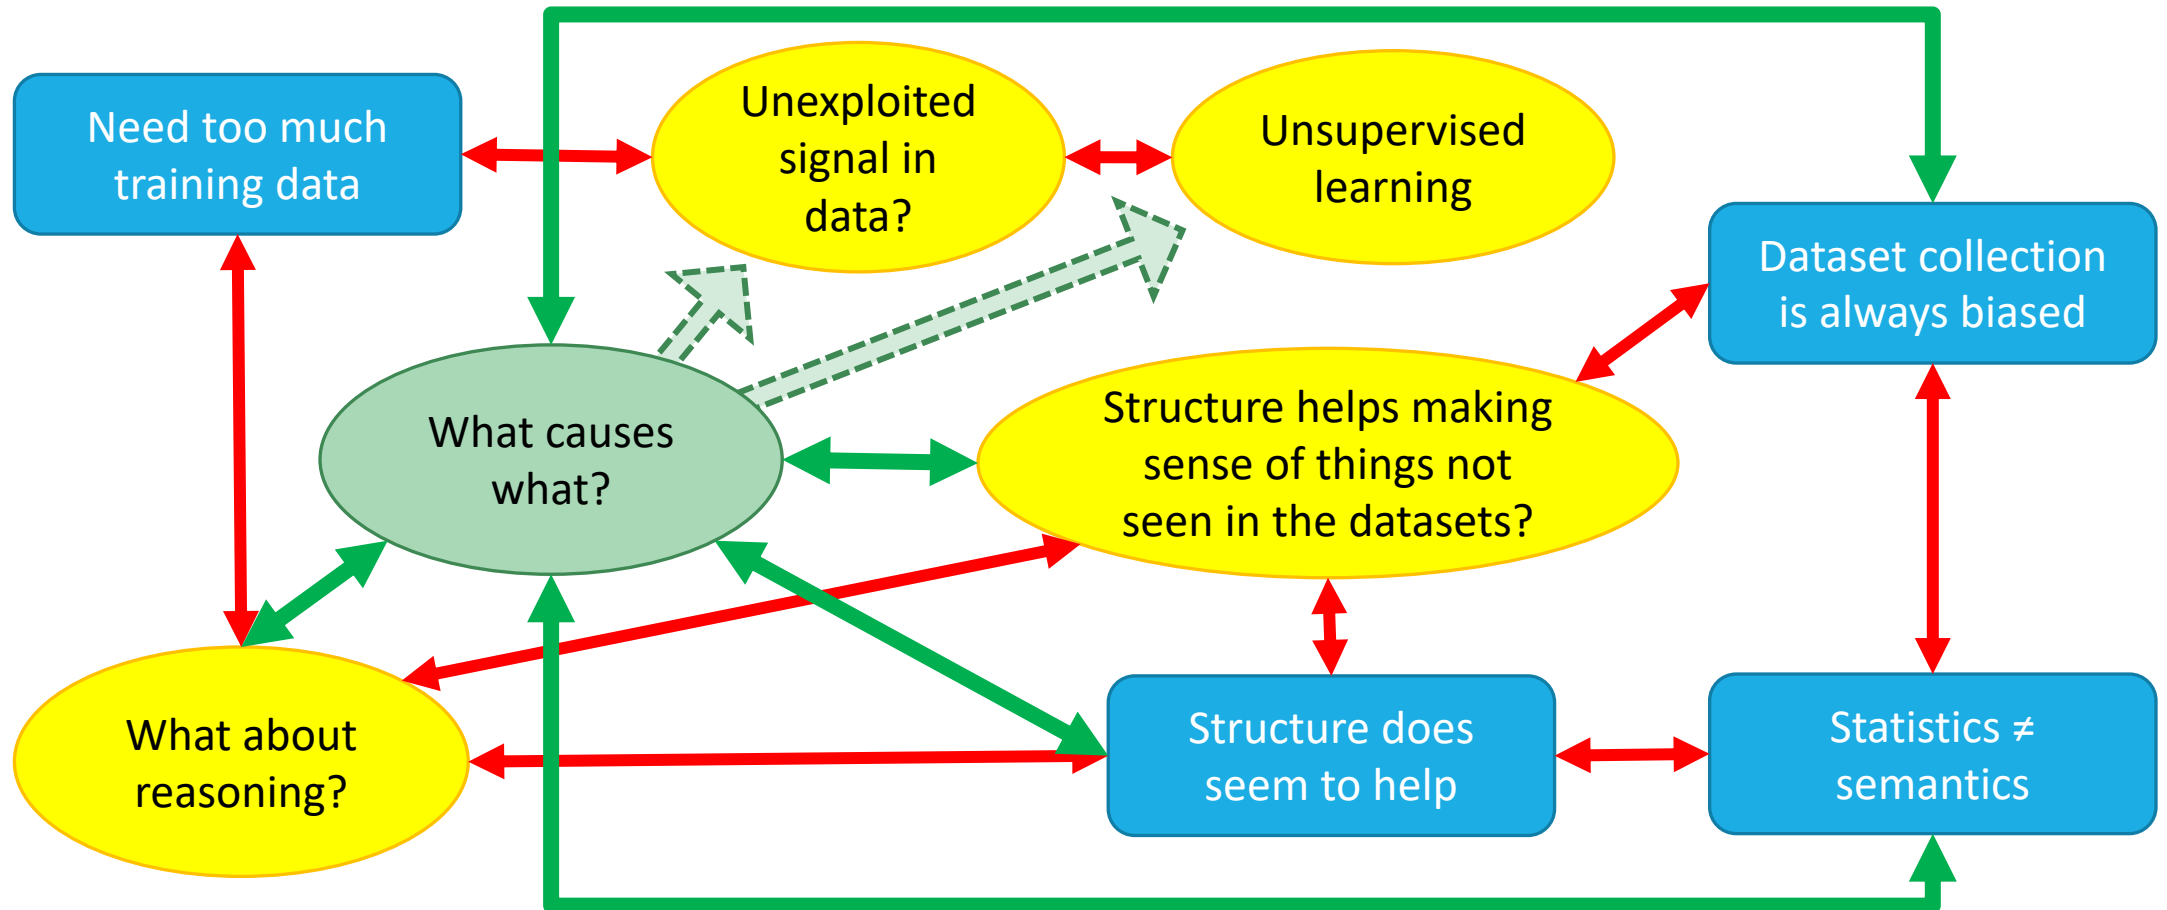 Need too much
training data
Unexploited
signal in
data?
Unsupervised
learning
Dataset collection
is always biased
What causes
what?
Structure helps making
sense of things not
seen in the datasets?
What about
reasoning?
Structure does
seem to help
Statistics ≠
semantics